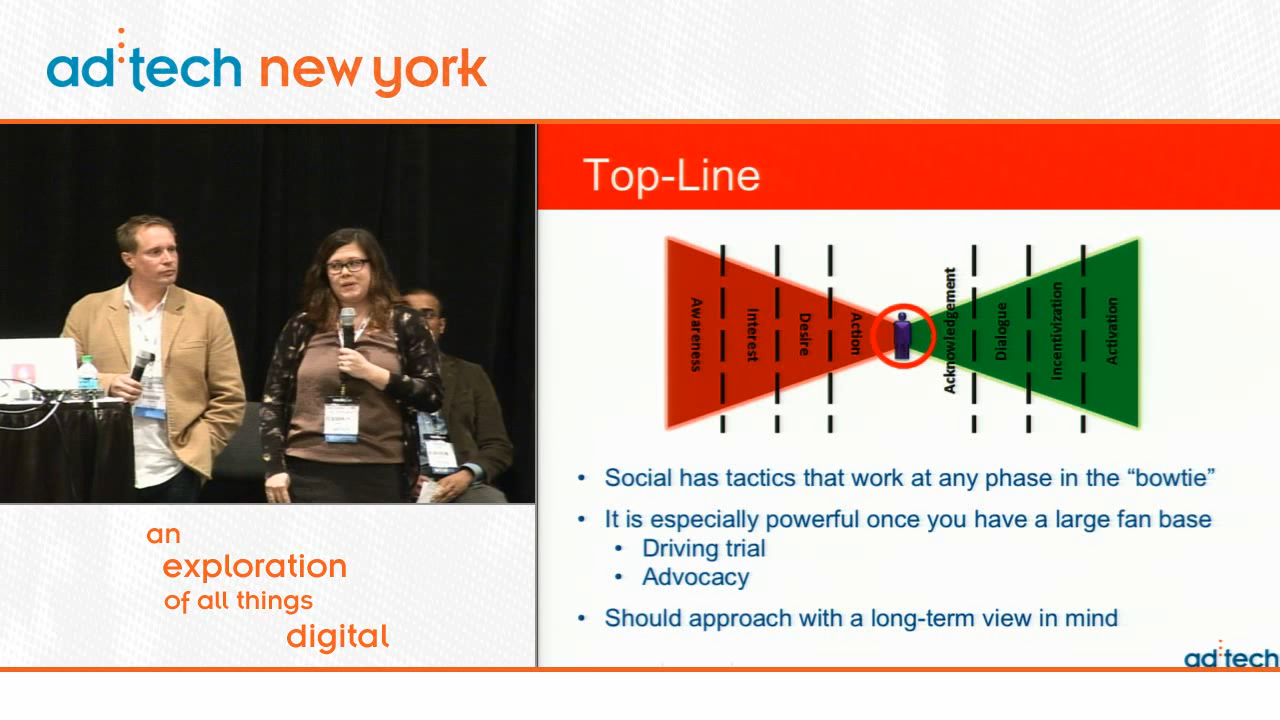 ad:tech new york
Top-Line
Awareness
Interest
Desire
Action
Acknowledgement
Dialogue
Incentivization
Activation
• Social has tactics that work at any phase in the “bowtie”
• It is especially powerful once you have a large fan base
• Driving trial
• Advocacy
• Should approach with a long-term view in mind
an
exploration
of all things
digital
ad:tech